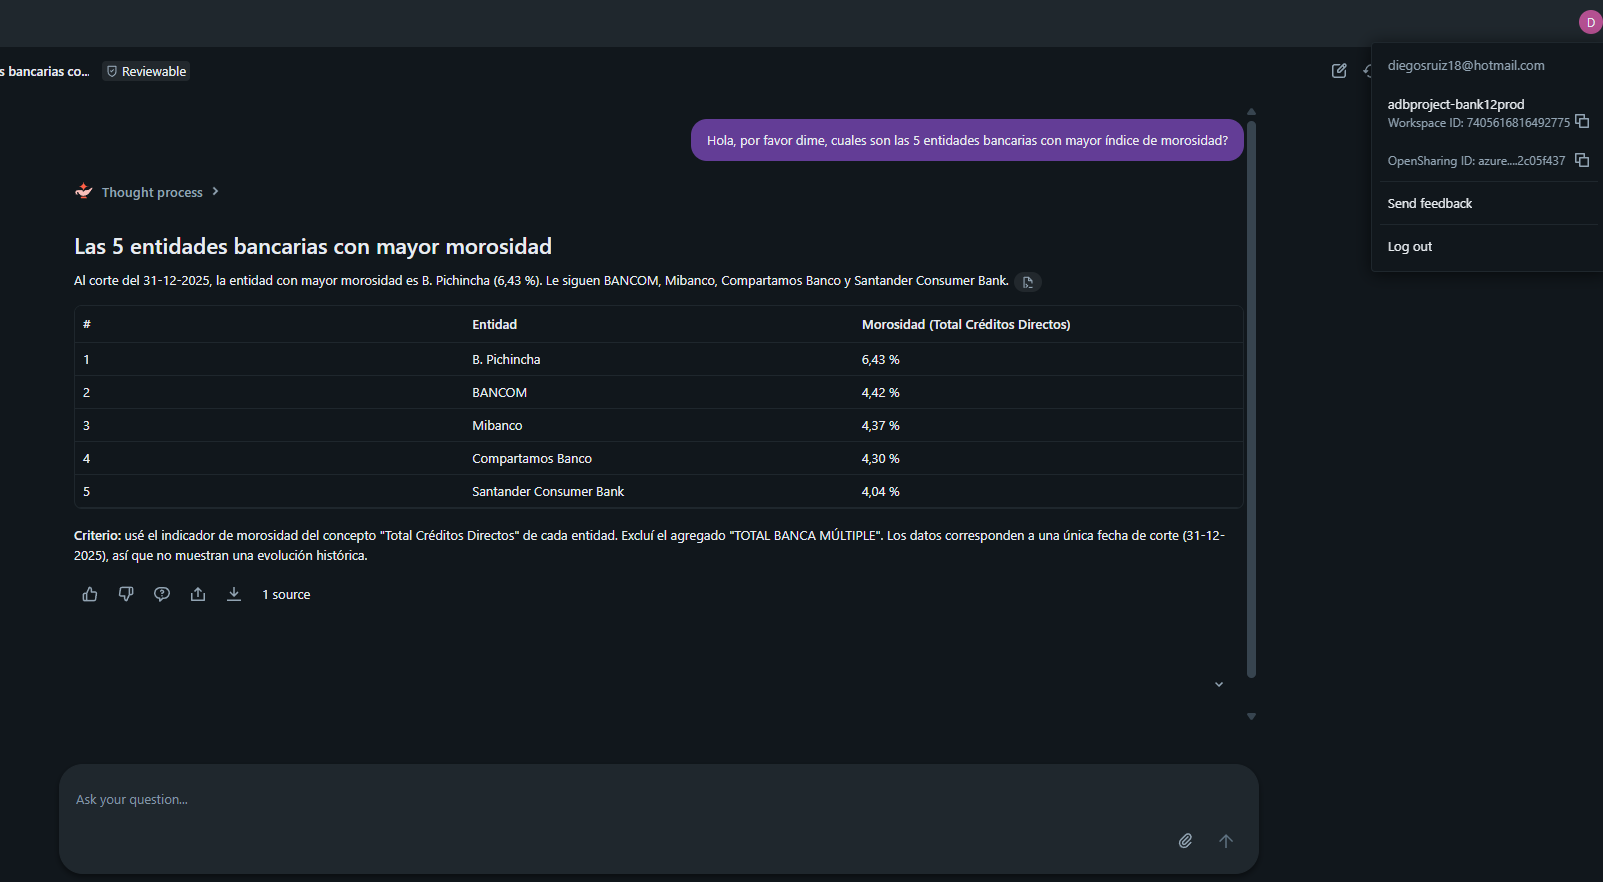 D
s bancarias co...
Reviewable
diegosruiz18@hotmail.com
adbproject-bank12prod
Workspace ID: 7405616816492775
OpenSharing ID: azure....2c05f437
Send feedback
Log out
Hola, por favor dime, cuales son las 5 entidades bancarias con mayor índice de morosidad?
Thought process
Las 5 entidades bancarias con mayor morosidad
Al corte del 31-12-2025, la entidad con mayor morosidad es B. Pichincha (6,43 %). Le siguen BANCOM, Mibanco, Compartamos Banco y Santander Consumer Bank.
# Entidad Morosidad (Total Créditos Directos)
1 B. Pichincha 6,43 %
2 BANCOM 4,42 %
3 Mibanco 4,37 %
4 Compartamos Banco 4,30 %
5 Santander Consumer Bank 4,04 %
Criterio: usé el indicador de morosidad del concepto "Total Créditos Directos" de cada entidad. Excluí el agregado "TOTAL BANCA MÚLTIPLE". Los datos corresponden a una única fecha de corte (31-12-
2025), así que no muestran una evolución histórica.
1 source
Ask your question...